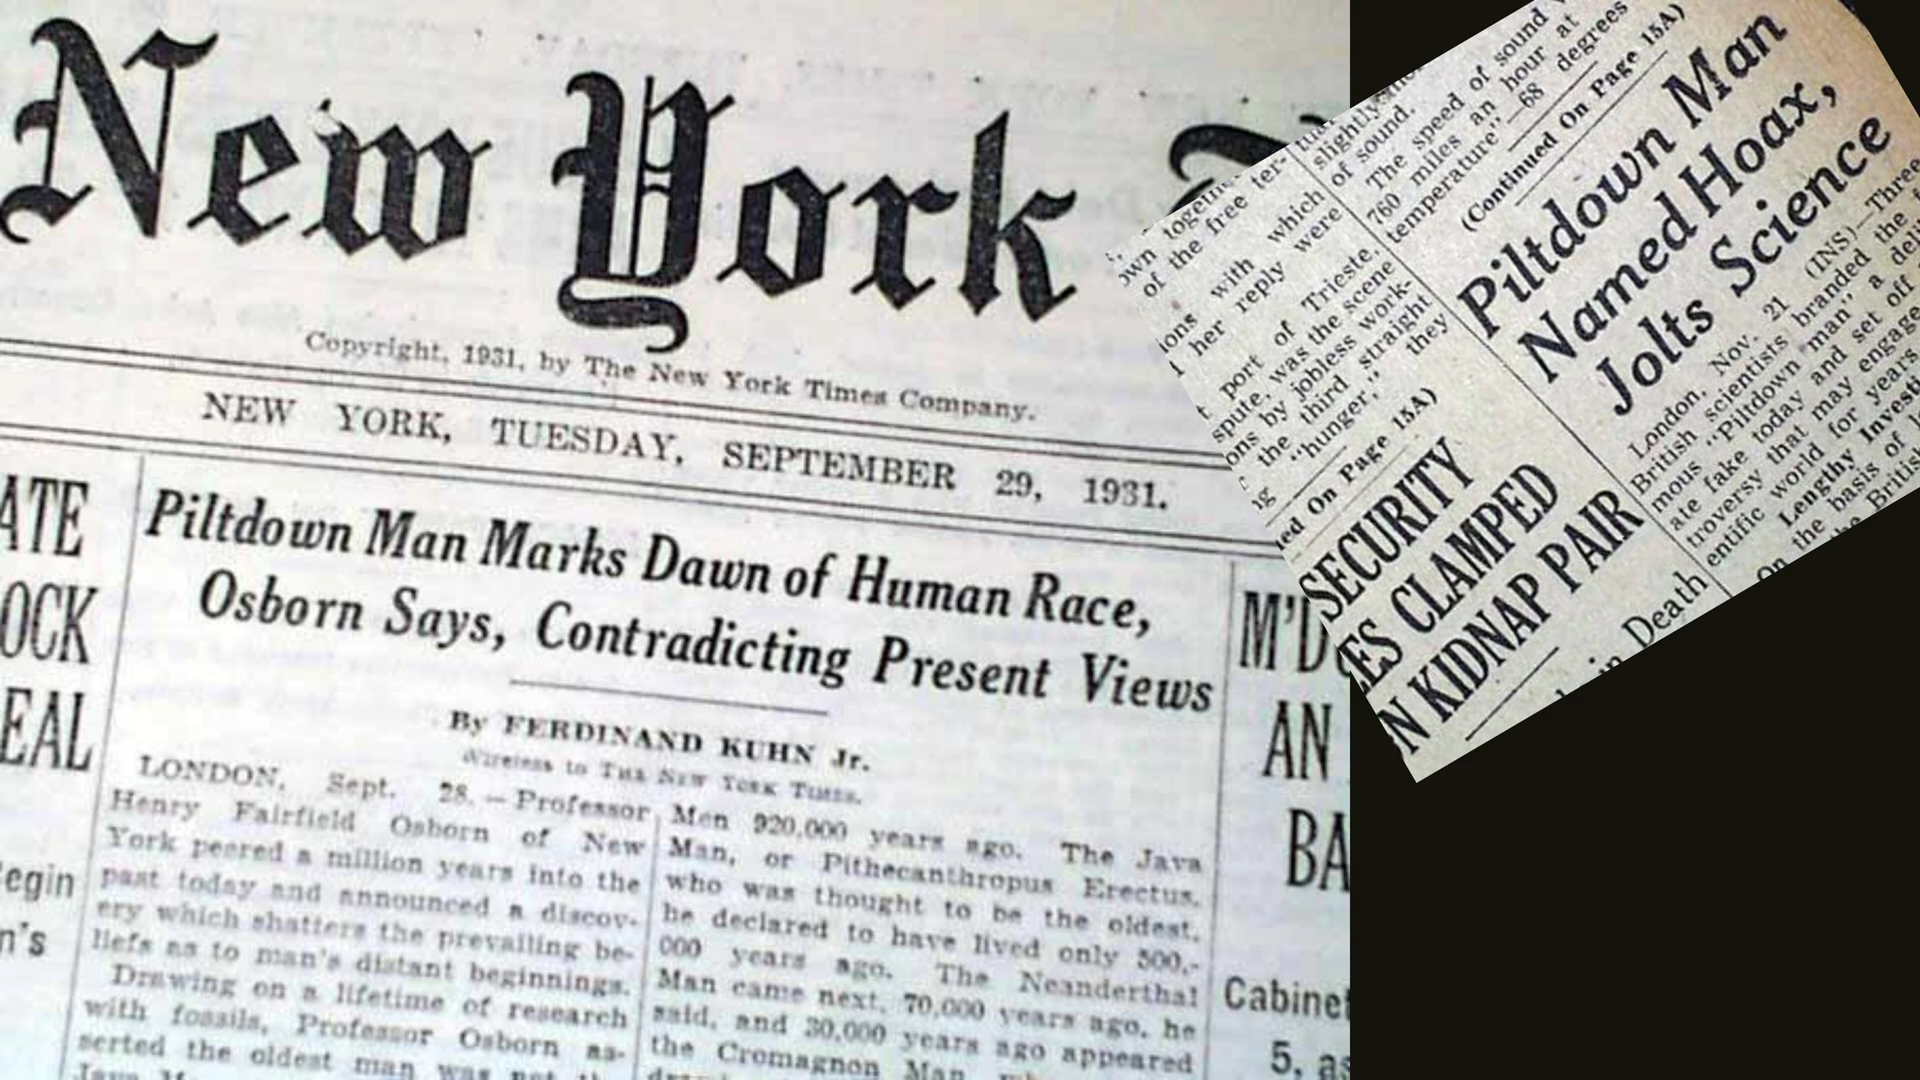 New York
Copyright, 1931, by The New York Times Company.
NEW YORK, TUESDAY, SEPTEMBER 29, 1931.
ATE
OCK
EAL
egin
n's
Piltdown Man Marks Dawn of Human Race,
Osborn Says, Contradicting Present Views
By FERDINAND KUHN Jr.
Wireless to THE NEW YORK TIMES.
LONDON, Sept. 28. — Professor
Henry Fairfield Osborn of New
York peered a million years into the
past today and announced a discov-
ery which shatters the prevailing be-
liefs as to man's distant beginnings.
Drawing on a lifetime of research
with fossils, Professor Osborn as-
serted the oldest man was not the
Java
Men 920,000 years ago. The Java
Man, or Pithecanthropus Erectus,
who was thought to be the oldest,
he declared to have lived only 500,-
000 years ago. The Neanderthal
Man came next, 70,000 years ago, he
said, and 30,000 years ago appeared
the Cromagnon Man,
M'D
AN
BA
Cabinet
5, as
own together
of the free ter-
ions with which
her reply were
port of Trieste,
spute, was the scene
ons by jobless work-
the third straight
"hunger," they
ed On Page 15A)
SECURITY
ES CLAMPED
N KIDNAP PAIR
in Death
slightly
of sound.
The speed of sound
760 miles an hour at
temperature" 68 degrees
(Continued On Page 15A)
Piltdown Man
Named Hoax,
Jolts Science
London, Nov. 21 (INS)—Three
British scientists branded the
mous "Piltdown man" a
ate fake today and set off
troversy that may engage
entific world for years
Lengthy
On the basis of
British